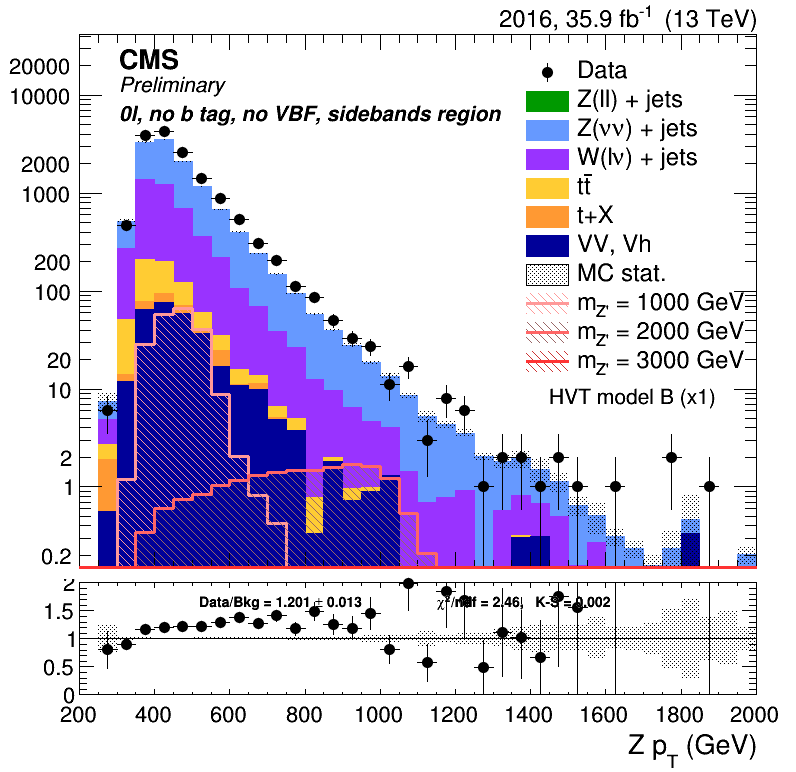 2016, 35.9 fb⁻¹ (13 TeV)
CMS
Preliminary
0l, no b tag, no VBF, sidebands region
Data
Z(ll) + jets
Z(νν) + jets
W(lν) + jets
tt̄
t+X
VV, Vh
MC stat.
m_Z' = 1000 GeV
m_Z' = 2000 GeV
m_Z' = 3000 GeV
HVT model B (x1)
20000
10000
2000
1000
200
100
20
10
2
1
0.2
Data/Bkg = 1.201 ± 0.013 χ²/ndf = 2.46, K-S = 0.002
2
1.5
1
0.5
0
200 400 600 800 1000 1200 1400 1600 1800 2000
Z p_T (GeV)